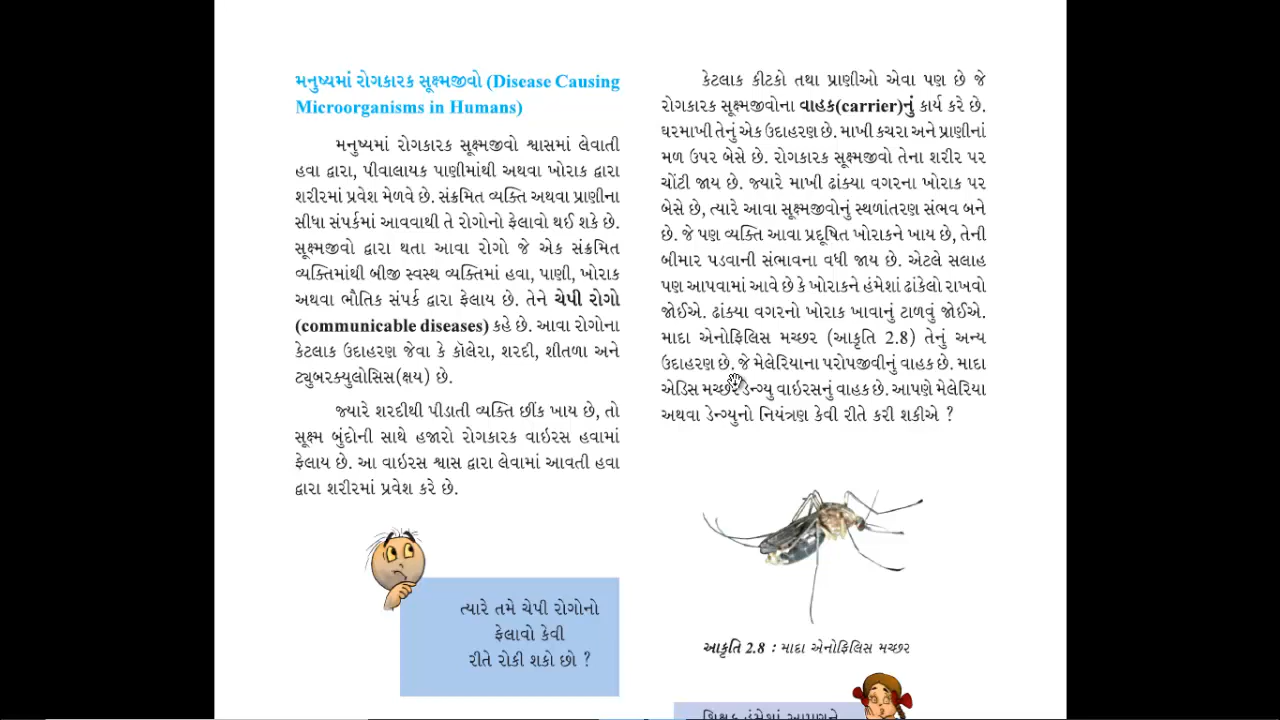 મનુષ્યમાં રોગકારક સૂક્ષ્મજીવો (Disease Causing
Microorganisms in Humans)
મનુષ્યમાં રોગકારક સૂક્ષ્મજીવો શ્વાસમાં લેવાતી
હવા દ્વારા, પીવાલાયક પાણીમાંથી અથવા ખોરાક દ્વારા
શરીરમાં પ્રવેશ મેળવે છે. સંક્રમિત વ્યક્તિ અથવા પ્રાણીના
સીધા સંપર્કમાં આવવાથી તે રોગોનો ફેલાવો થઈ શકે છે.
સૂક્ષ્મજીવો દ્વારા થતા આવા રોગો જે એક સંક્રમિત
વ્યક્તિમાંથી બીજી સ્વસ્થ વ્યક્તિમાં હવા, પાણી, ખોરાક
અથવા ભૌતિક સંપર્ક દ્વારા ફેલાય છે. તેને ચેપી રોગો
(communicable diseases) કહે છે. આવા રોગોના
કેટલાક ઉદાહરણ જેવા કે કૉલેરા, શરદી, શીતળા અને
ટ્યુબરક્યુલોસિસ(ક્ષય) છે.
જ્યારે શરદીથી પીડાતી વ્યક્તિ છીંક ખાય છે, તો
સૂક્ષ્મ બુંદોની સાથે હજારો રોગકારક વાઇરસ હવામાં
ફેલાય છે. આ વાઇરસ શ્વાસ દ્વારા લેવામાં આવતી હવા
દ્વારા શરીરમાં પ્રવેશ કરે છે.
ત્યારે તમે ચેપી રોગોનો
ફેલાવો કેવી
રીતે રોકી શકો છો ?
કેટલાક કીટકો તથા પ્રાણીઓ એવા પણ છે જે
રોગકારક સૂક્ષ્મજીવોના વાહક(carrier)નું કાર્ય કરે છે.
ઘરમાખી તેનું એક ઉદાહરણ છે. માખી કચરા અને પ્રાણીનાં
મળ ઉપર બેસે છે. રોગકારક સૂક્ષ્મજીવો તેના શરીર પર
ચોંટી જાય છે. જ્યારે માખી ઢાંક્યા વગરના ખોરાક પર
બેસે છે, ત્યારે આવા સૂક્ષ્મજીવોનું સ્થળાંતરણ સંભવ બને
છે. જે પણ વ્યક્તિ આવા પ્રદૂષિત ખોરાકને ખાય છે, તેની
બીમાર પડવાની સંભાવના વધી જાય છે. એટલે સલાહ
પણ આપવામાં આવે છે કે ખોરાકને હંમેશાં ઢાંકેલો રાખવો
જોઈએ. ઢાંક્યા વગરનો ખોરાક ખાવાનું ટાળવું જોઈએ.
માદા એનોફિલિસ મચ્છર (આકૃતિ 2.8) તેનું અન્ય
ઉદાહરણ છે. જે મેલેરિયાના પરોપજીવીનું વાહક છે. માદા
એડિસ મચ્છર ડેન્ગ્યુ વાઇરસનું વાહક છે. આપણે મેલેરિયા
અથવા ડેન્ગ્યુનો નિયંત્રણ કેવી રીતે કરી શકીએ ?
આકૃતિ 2.8 : માદા એનોફિલિસ મચ્છર
શિક્ષક હંમેશાં આપણને